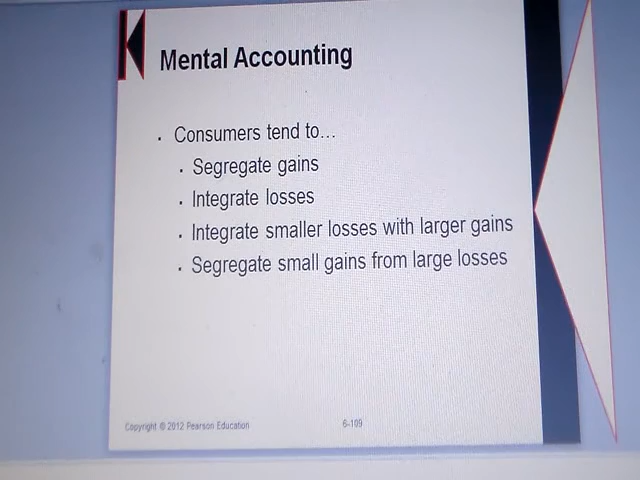 Mental Accounting
• Consumers tend to…
• Segregate gains
• Integrate losses
• Integrate smaller losses with larger gains
• Segregate small gains from large losses
Copyright © 2012 Pearson Education
6-109